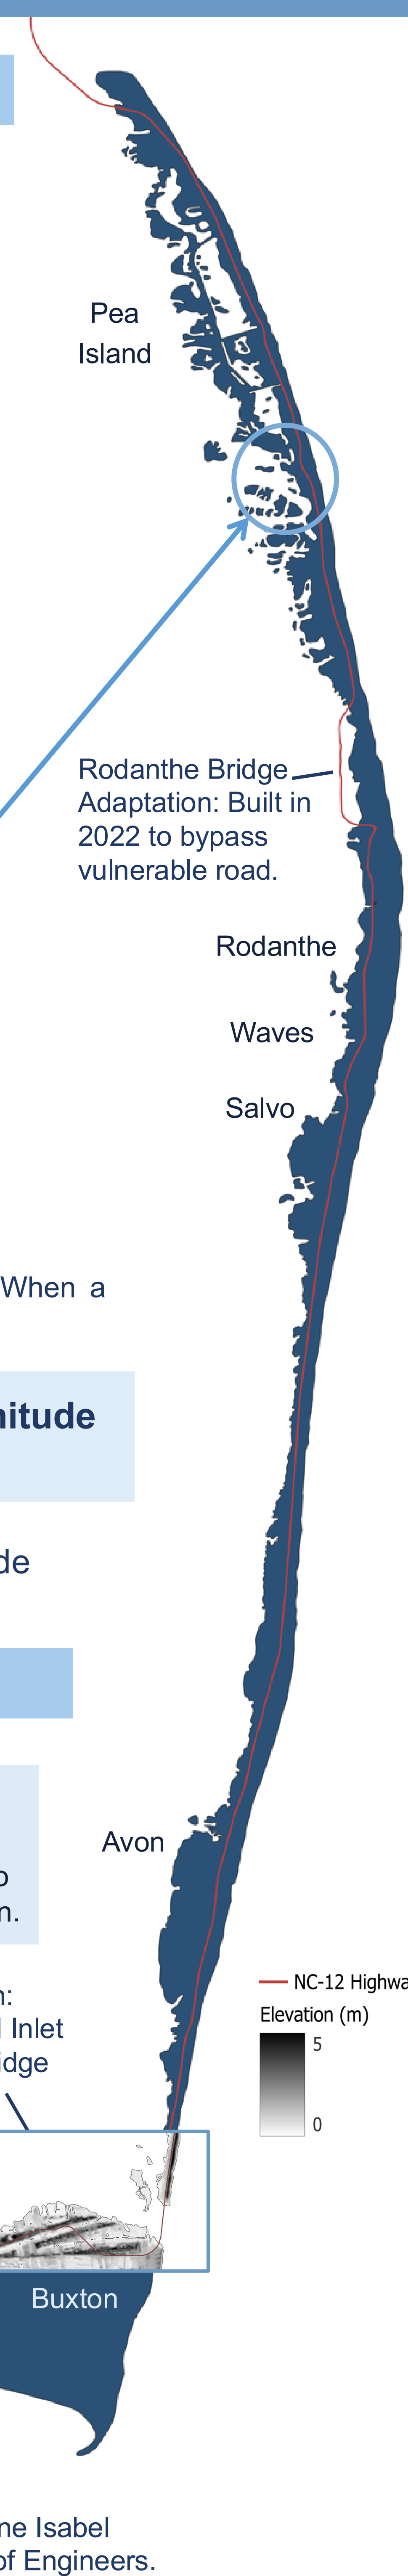 Pea
Island
Rodanthe Bridge
Adaptation: Built in
2022 to bypass
vulnerable road.
Rodanthe
Waves
Salvo
When a
nitude
de
Avon
o
n.
n:
NC-12 Highwa
l Inlet
Elevation (m)
idge
5
0
Buxton
ne Isabel
of Engineers.